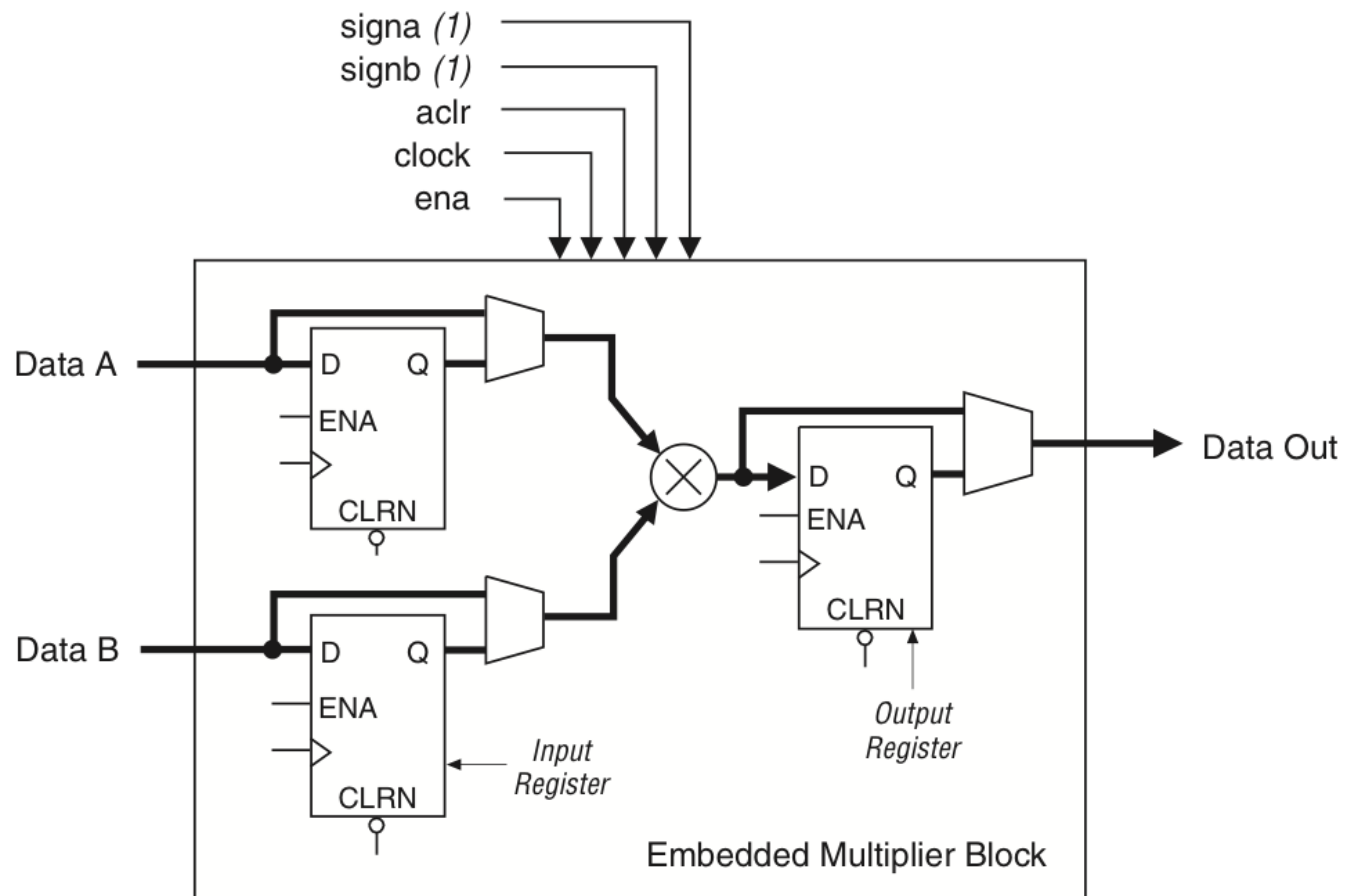 signa (1)
signb (1)
aclr
clock
ena
Data A
D Q
ENA
CLRN
Data B
D Q
ENA
CLRN
Input
Register
D Q
ENA
CLRN
Output
Register
Data Out
Embedded Multiplier Block